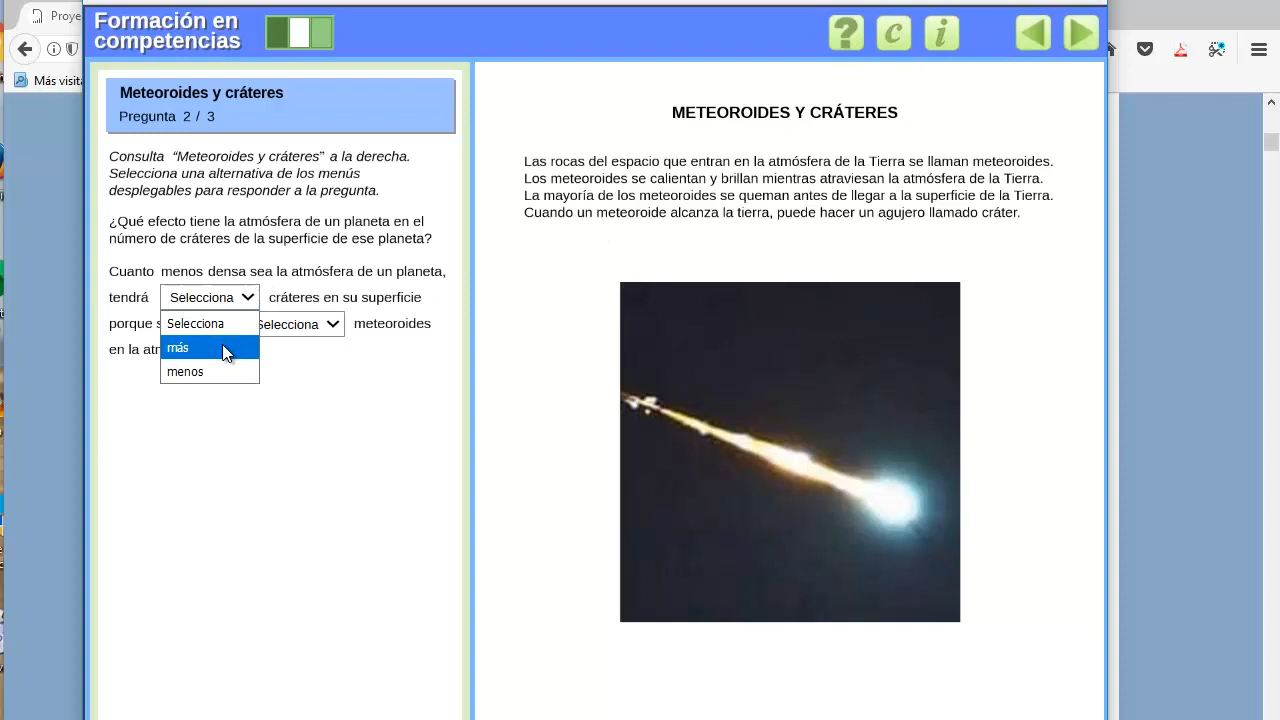 Proye
Más visita
Formación en
competencias
? c i
Meteoroides y cráteres
Pregunta 2 / 3
Consulta "Meteoroides y cráteres" a la derecha.
Selecciona una alternativa de los menús
desplegables para responder a la pregunta.
¿Qué efecto tiene la atmósfera de un planeta en el
número de cráteres de la superficie de ese planeta?
Cuanto menos densa sea la atmósfera de un planeta,
tendrá Selecciona cráteres en su superficie
porque s Selecciona meteoroides
en la atm
Selecciona
más
menos
METEOROIDES Y CRÁTERES
Las rocas del espacio que entran en la atmósfera de la Tierra se llaman meteoroides.
Los meteoroides se calientan y brillan mientras atraviesan la atmósfera de la Tierra.
La mayoría de los meteoroides se queman antes de llegar a la superficie de la Tierra.
Cuando un meteoroide alcanza la tierra, puede hacer un agujero llamado cráter.